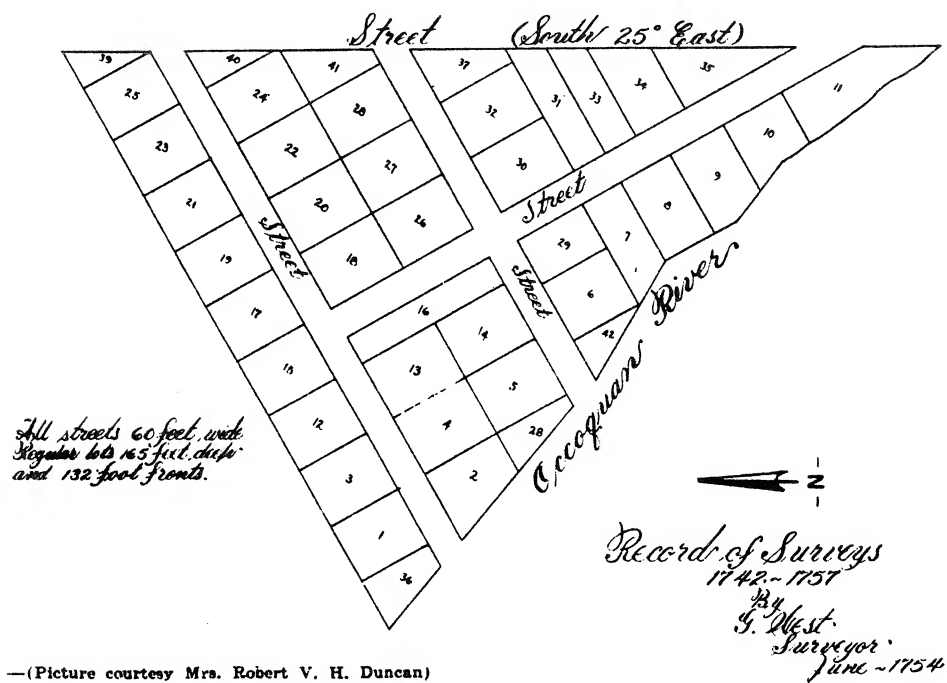 Street (South 25° East)
39
25
23
21
19
17
15
12
3
1
36
Street
40
41
24
28
22
27
20
26
18
37
32
30
31
33
34
35
Street
11
10
9
8
7
29
6
42
Street
16
14
13
5
4
28
2
Occoquan River
All streets 60 feet, wide
Regular lots 165 feet, deep
and 132 foot fronts.
N
Record of Surveys
1742 ~ 1757
By
G. West
Surveyor
June ~ 1754
—(Picture courtesy Mrs. Robert V. H. Duncan)